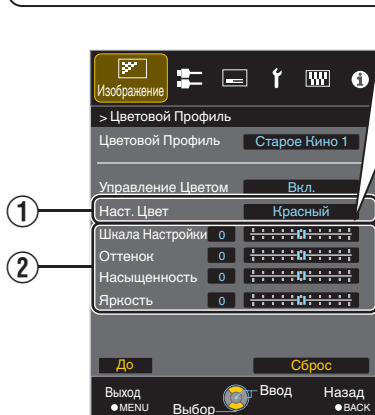 Изображение
> Цветовой Профиль
Цветовой Профиль Старое Кино 1
Управление Цветом Вкл.
1 Наст. Цвет Красный
Шкала Настройки 0
2 Оттенок 0
Насыщенность 0
Яркость 0
До Сброс
Выход Ввод Назад
●MENU Выбор ●BACK